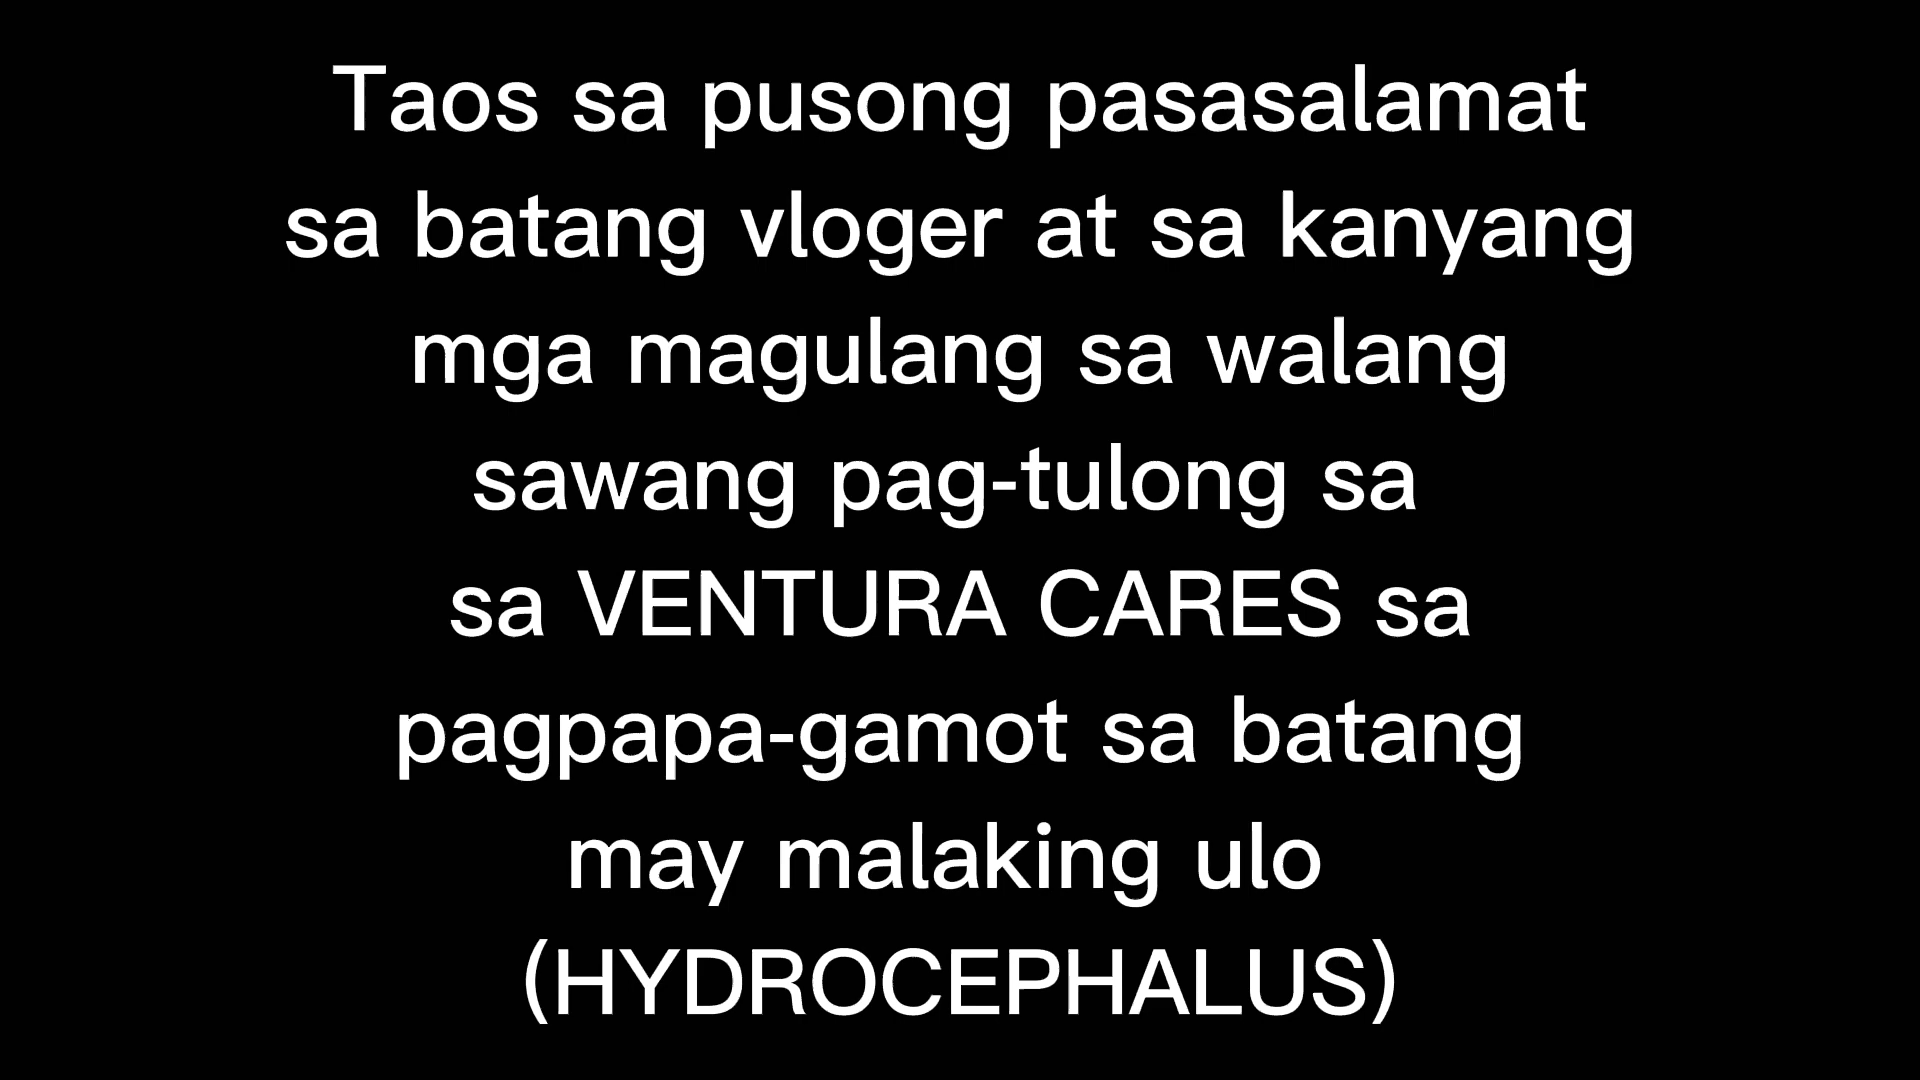 Taos sa pusong pasasalamat
sa batang vloger at sa kanyang
mga magulang sa walang
sawang pag-tulong sa
sa VENTURA CARES sa
pagpapa-gamot sa batang
may malaking ulo
(HYDROCEPHALUS)